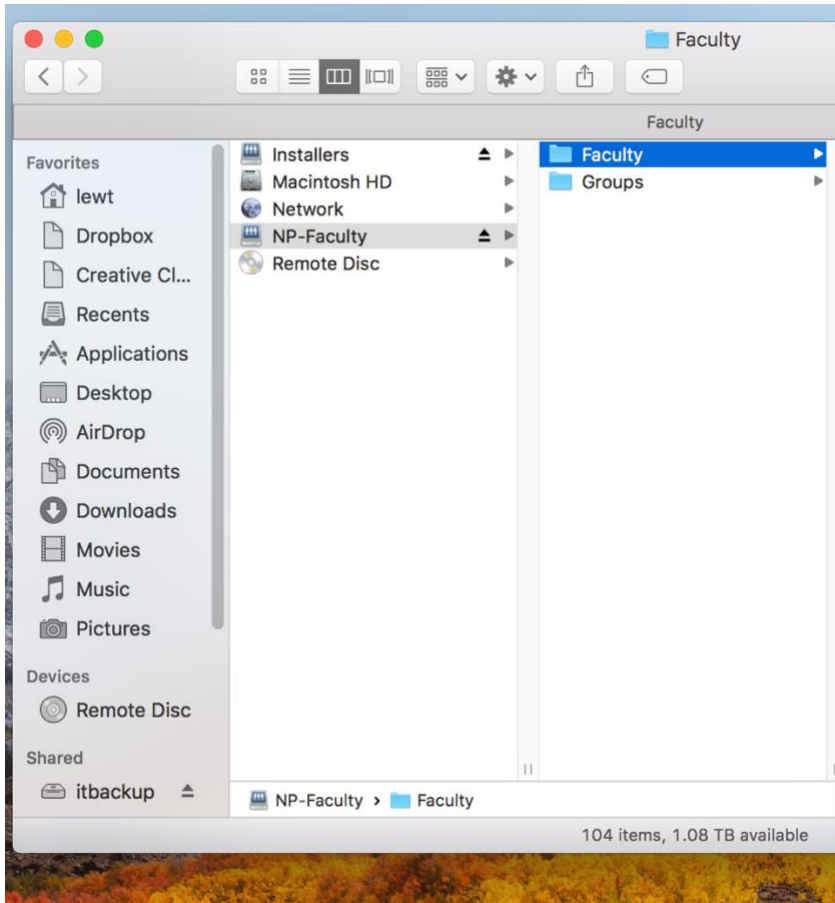 Faculty
Faculty
Favorites
lewt
Dropbox
Creative Cl...
Recents
Applications
Desktop
AirDrop
Documents
Downloads
Movies
Music
Pictures
Devices
Remote Disc
Shared
itbackup
Installers
Macintosh HD
Network
NP-Faculty
Remote Disc
Faculty
Groups
NP-Faculty › Faculty
104 items, 1.08 TB available